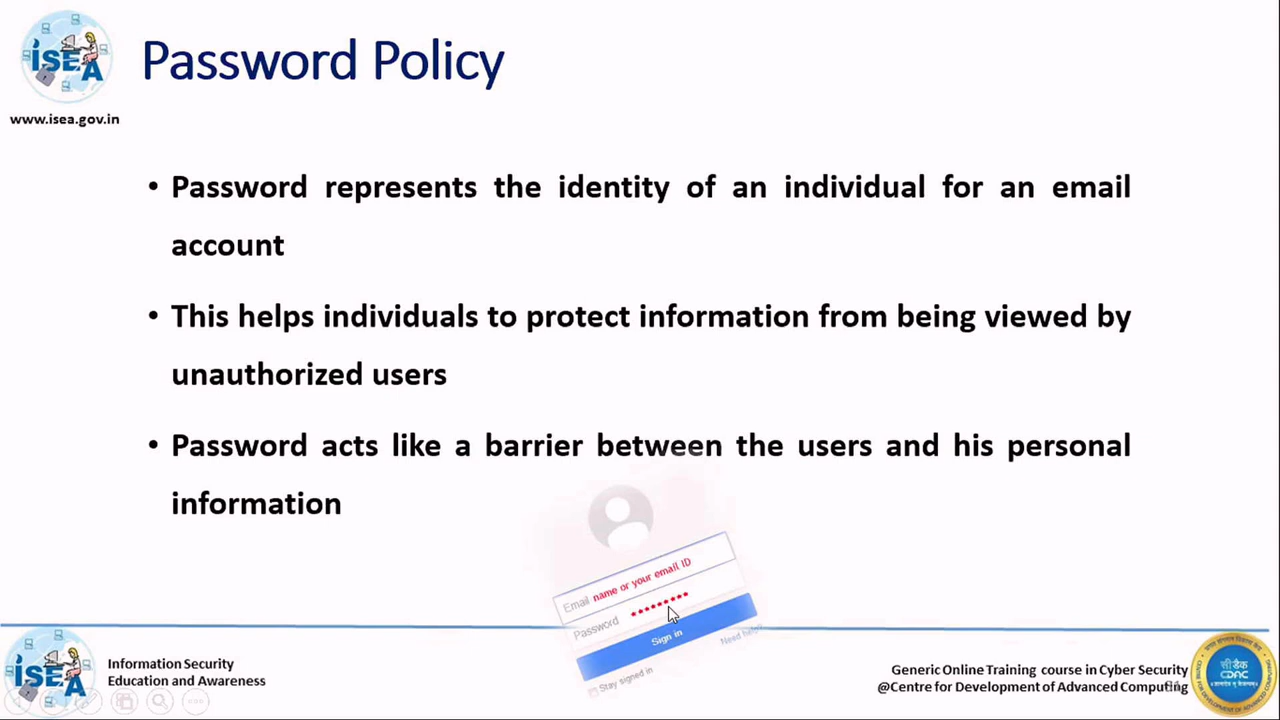 ISEA
Password Policy
www.isea.gov.in
• Password represents the identity of an individual for an email
account
• This helps individuals to protect information from being viewed by
unauthorized users
• Password acts like a barrier between the users and his personal
information
Email name or your email ID
Password *********
Sign in
Need help?
Stay signed in
ISEA
Information Security
Education and Awareness
Generic Online Training course in Cyber Security
@Centre for Development of Advanced Computing
सी डैक
CDAC